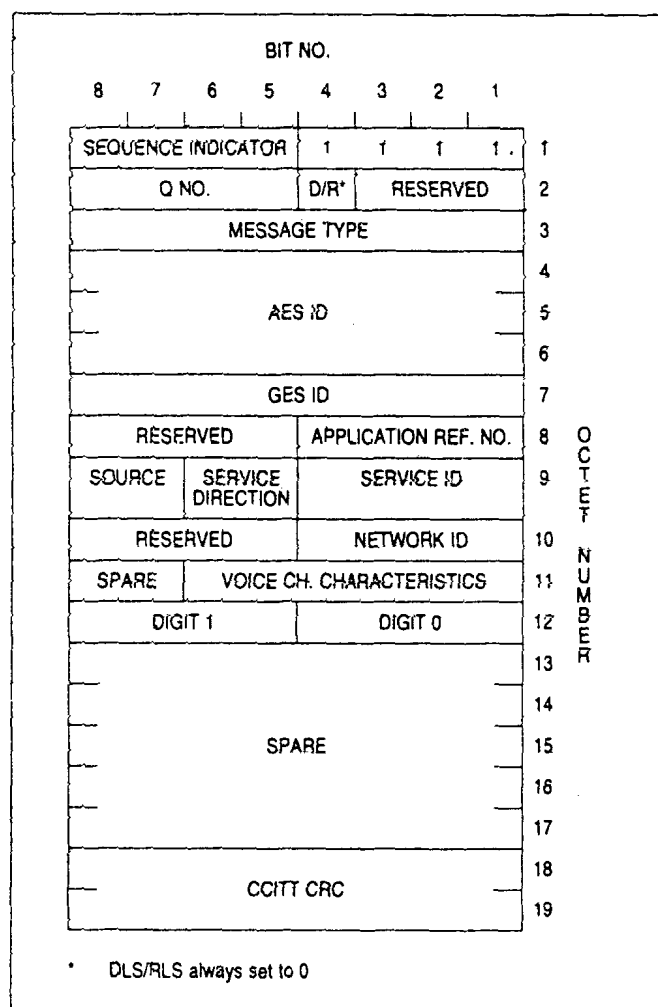 BIT NO.
8 7 6 5 4 3 2 1
SEQUENCE INDICATOR 1 1 1 1 1
Q NO. D/R* RESERVED 2
MESSAGE TYPE 3
4
AES ID 5
6
GES ID 7
RESERVED APPLICATION REF. NO. 8
SOURCE SERVICE DIRECTION SERVICE ID 9
RESERVED NETWORK ID 10
SPARE VOICE CH. CHARACTERISTICS 11
DIGIT 1 DIGIT 0 12
13
14
SPARE 15
16
17
18
CCITT CRC
19
OCTET NUMBER
* DLS/RLS always set to 0